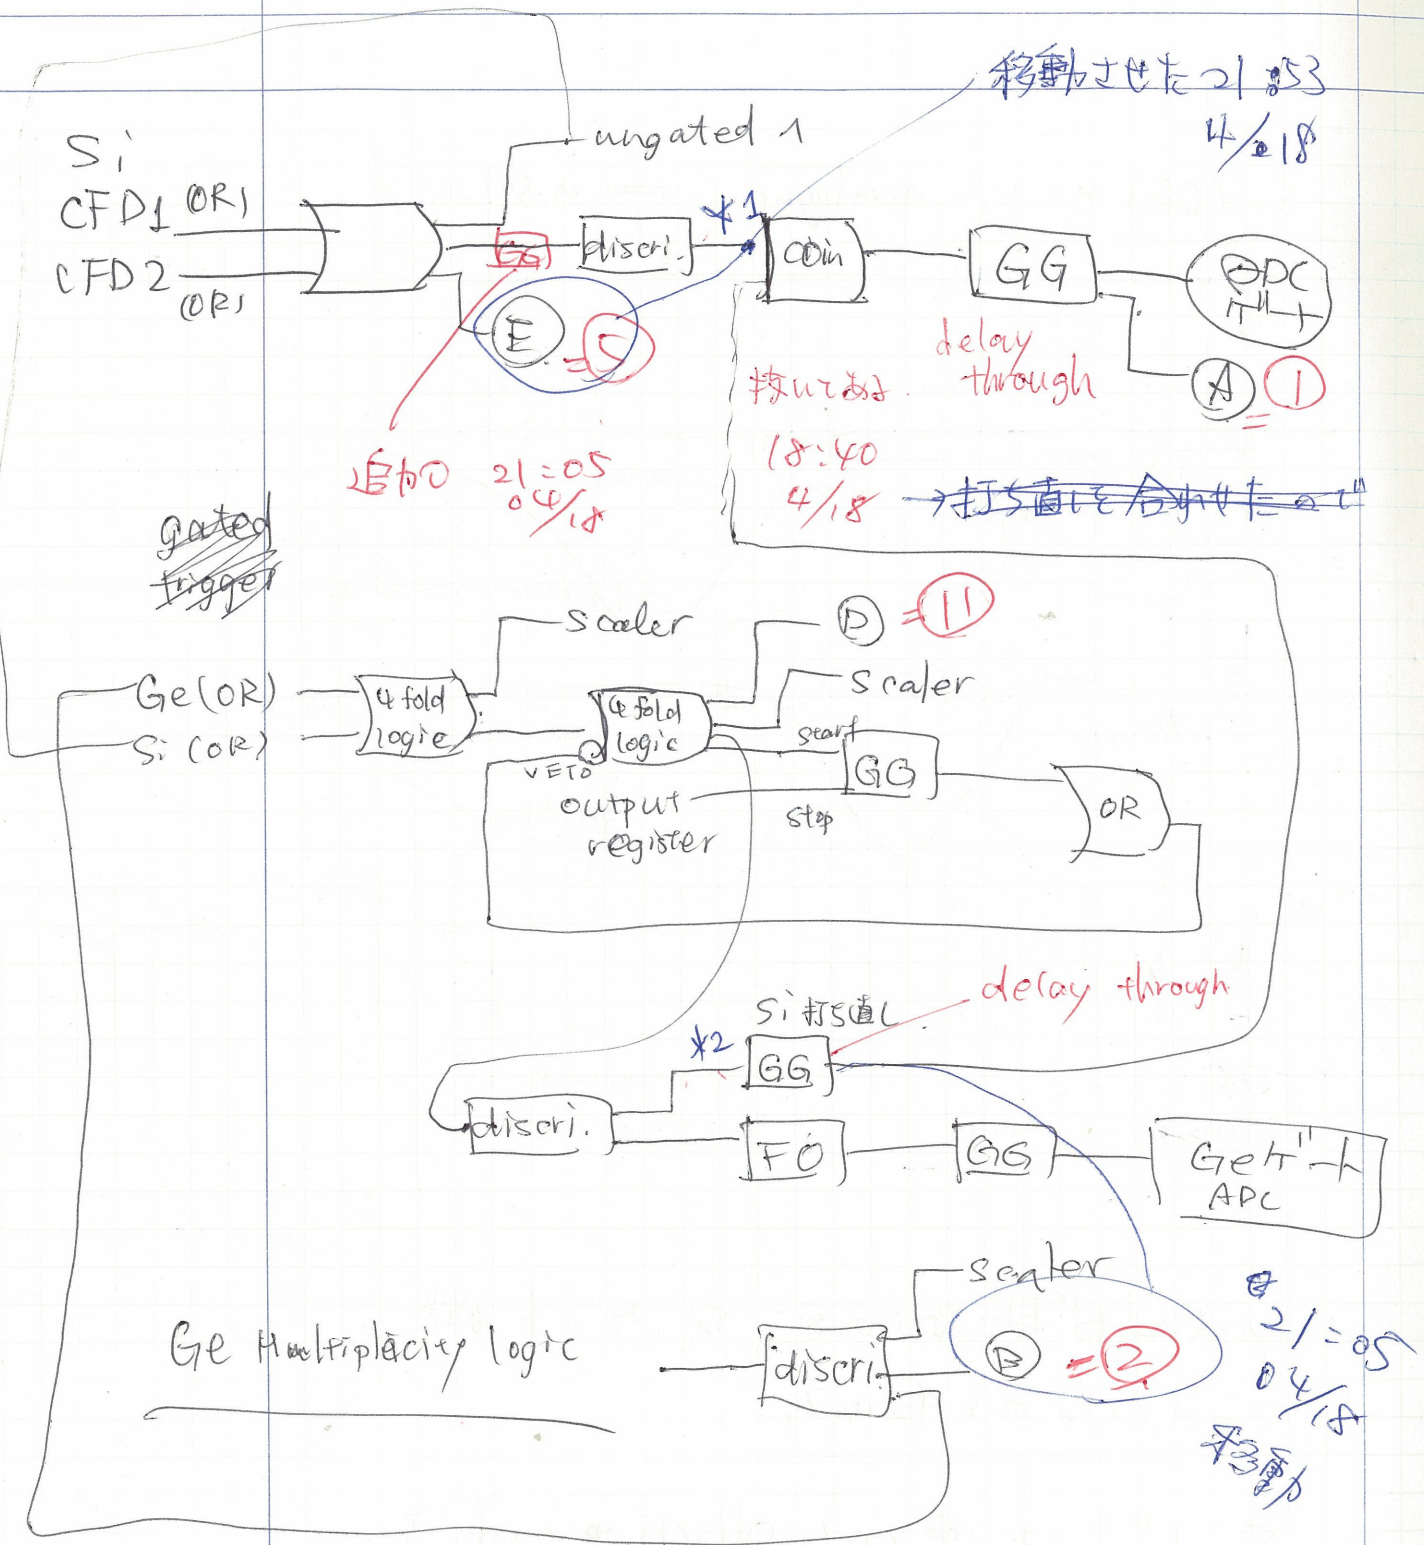 移動させた 21:53
4/18
ungated 1
Si
CFD1 (OR)
CFD2
(OR)
GG
discri.
*1
coin
GG
ADC
ゲート
E
=5
A
=1
delay
through
抜いてある
18:40
4/18
→打ち直しを合わせたので
追加 21:05
04/18
gated
trigger
scaler
D =11
Ge(OR)
Si(OR)
4 fold
logic
4 fold
logic
scaler
start
GG
VETO
output
register
stop
OR
delay through
Si打ち直し
*2
GG
discri.
FO
GG
Geゲート
ADC
scaler
Ge Multiplicity logic
discri.
B =2
21:05
04/18
移動